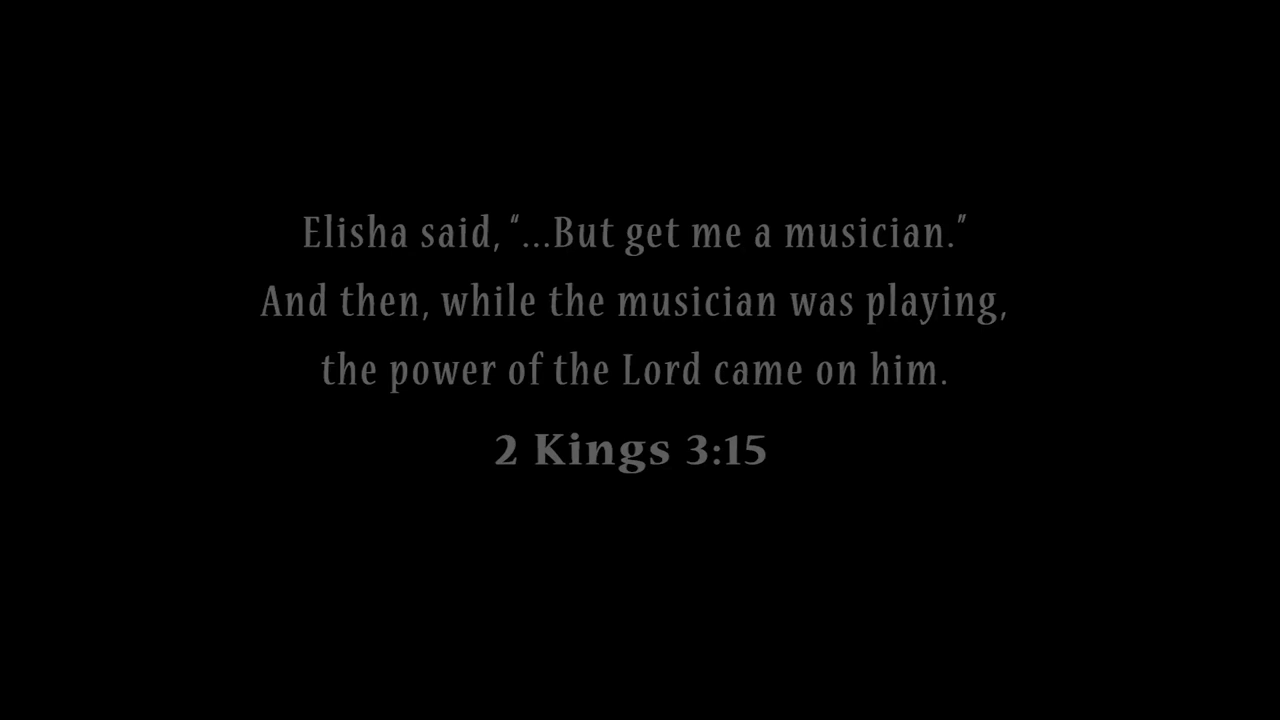 Elisha said, “...But get me a musician.”
And then, while the musician was playing,
the power of the Lord came on him.
2 Kings 3:15